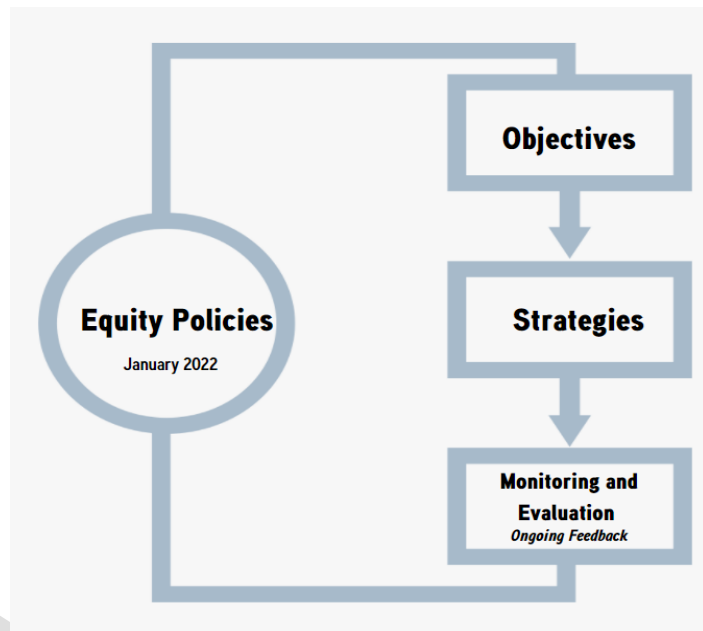 Objectives
Equity Policies
January 2022
Strategies
Monitoring and
Evaluation
Ongoing Feedback